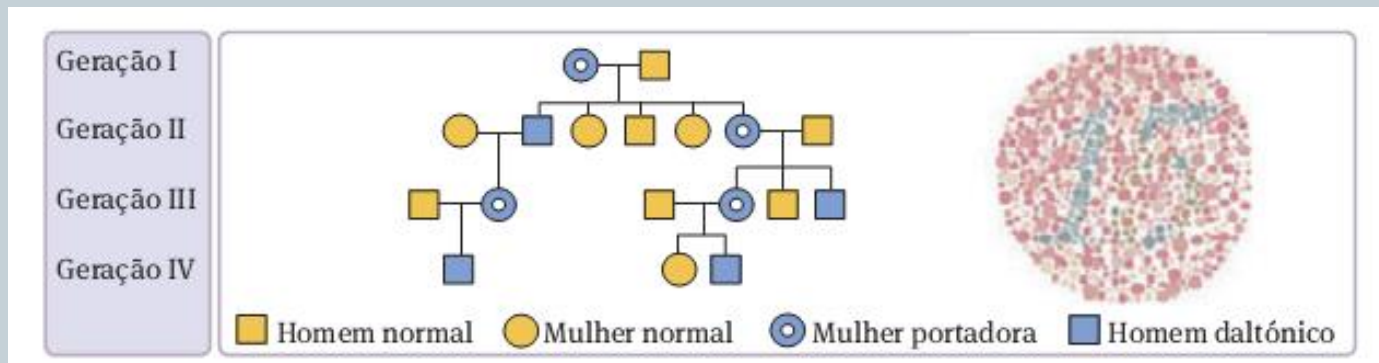 Geração I
Geração II
Geração III
Geração IV
Homem normal Mulher normal Mulher portadora Homem daltónico